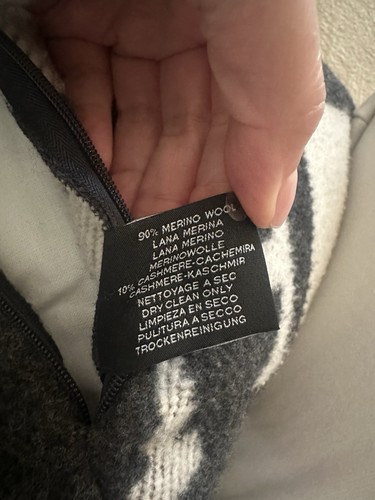 90% MERINO WOOL
LANA MERINA
LANA MERINO
MERINOWOLLE
10% CASHMERE-CACHEMIRA
CASHMERE-KASCHMIR
NETTOYAGE A SEC
DRY CLEAN ONLY
LIMPIEZA EN SECO
PULITURA A SECCO
TROCKENREINIGUNG